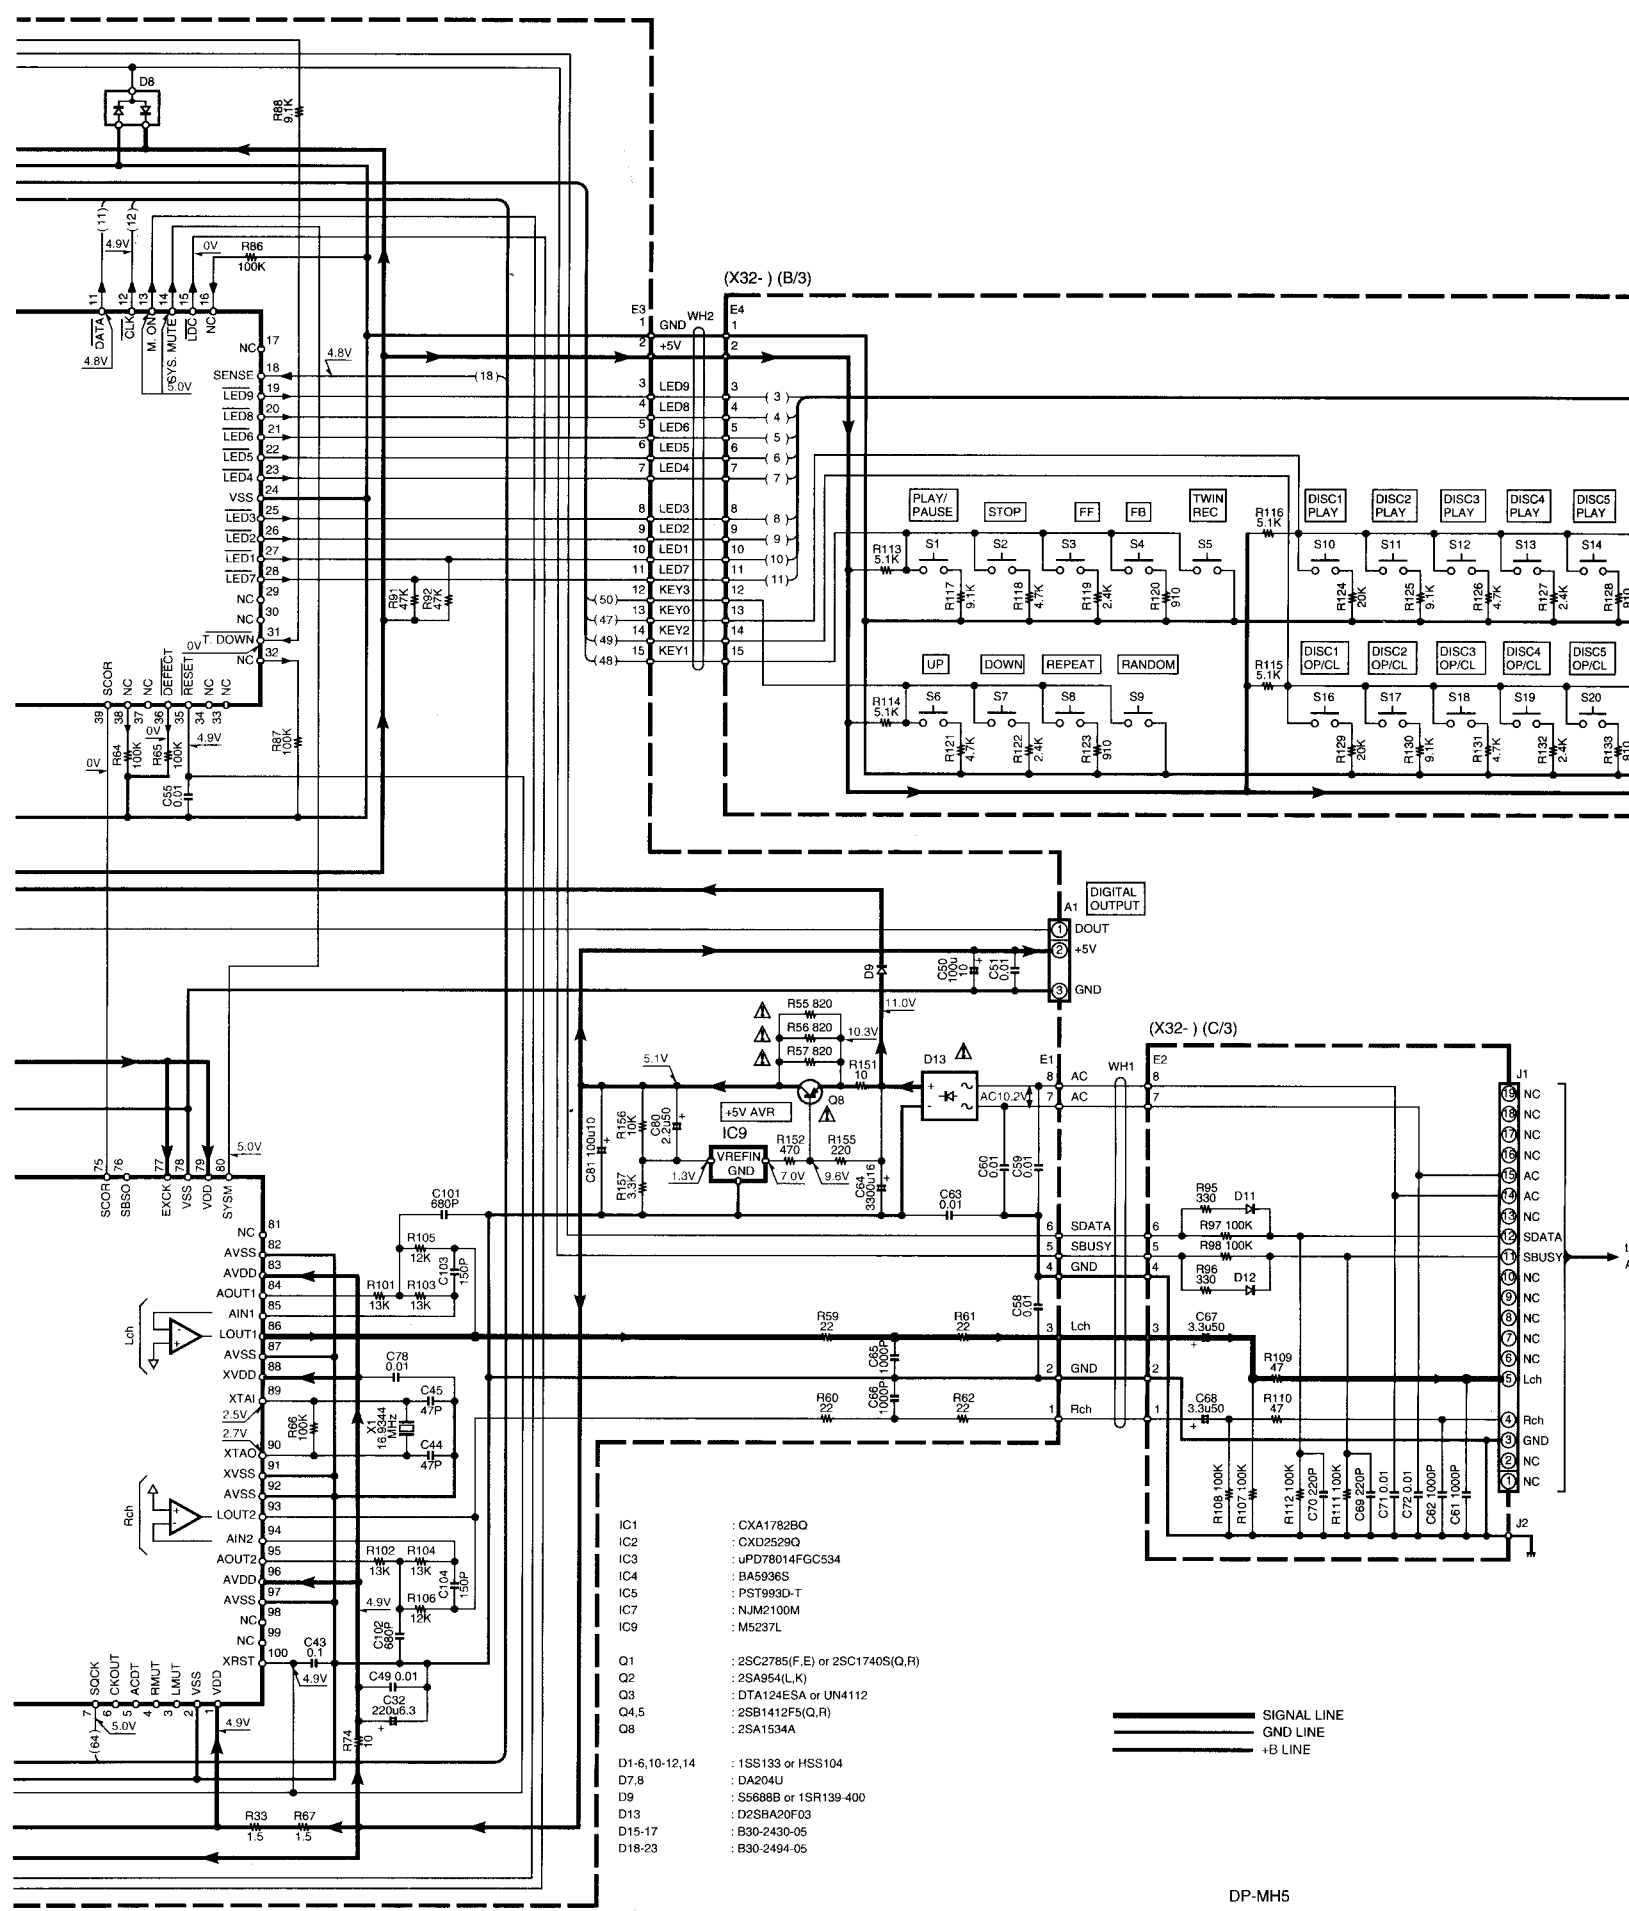 D8
R88
9.1K
(11)
(12)
4.9V
0V
R86
100K
11
12
13
14
15
16
DATA
CLK
M. ON
SYS. MUTE
LDC
NC
4.8V
5.0V
4.8V
NC 17
SENSE 18
(18)
LED9 19
LED8 20
LED6 21
LED5 22
LED4 23
VSS 24
LED3 25
LED2 26
LED1 27
LED7 28
NC 29
NC 30
T. DOWN 31
0V
NC 32
R91
47K
R92
47K
SCOR
NC
NC
DEFECT
RESET
NC
NC
39
38
37
36
35
34
33
0V
0V
4.9V
R64
100K
R65
100K
C55
0.01
R87
100K
(X32- ) (B/3)
E3
WH2
E4
1 GND 1
2 +5V 2
3 LED9 3 (3)
4 LED8 4 (4)
5 LED6 5 (5)
6 LED5 6 (6)
7 LED4 7 (7)
8 LED3 8 (8)
9 LED2 9 (9)
10 LED1 10 (10)
11 LED7 11 (11)
(50) 12 KEY3 12
(47) 13 KEY0 13
(49) 14 KEY2 14
(48) 15 KEY1 15
PLAY/
PAUSE
STOP
FF
FB
TWIN
REC
DISC1
PLAY
DISC2
PLAY
DISC3
PLAY
DISC4
PLAY
DISC5
PLAY
R113
5.1K
S1
S2
S3
S4
S5
R116
5.1K
S10
S11
S12
S13
S14
R117
9.1K
R118
4.7K
R119
2.4K
R120
910
R124
20K
R125
9.1K
R126
4.7K
R127
2.4K
R128
910
UP
DOWN
REPEAT
RANDOM
DISC1
OP/CL
DISC2
OP/CL
DISC3
OP/CL
DISC4
OP/CL
DISC5
OP/CL
R114
5.1K
S6
S7
S8
S9
R115
5.1K
S16
S17
S18
S19
S20
R121
4.7K
R122
2.4K
R123
910
R129
20K
R130
9.1K
R131
4.7K
R132
2.4K
R133
910
DIGITAL
OUTPUT
A1
1 DOUT
2 +5V
3 GND
D9
C50
100u
10
C51
0.01
11.0V
R55 820
R56 820
R57 820
10.3V
R151
10
5.1V
Q8
+5V AVR
D13
AC10.2V
E1
WH1
E2
8 AC 8
7 AC 7
C81 100u10
R156
10K
C80
2.2u50
R157
3.3K
IC9
VREFIN
GND
R152
470
R155
220
1.3V
7.0V
9.6V
C64
3300u16
C63
0.01
C60
0.01
C59
0.01
6 SDATA 6
5 SBUSY 5
4 GND 4
C58
0.01
3 Lch 3
2 GND 2
1 Rch 1
(X32- ) (C/3)
J1
19 NC
18 NC
17 NC
16 NC
15 AC
14 AC
13 NC
12 SDATA
11 SBUSY
10 NC
9 NC
8 NC
7 NC
6 NC
5 Lch
4 Rch
3 GND
2 NC
1 NC
J2
R95
330
D11
R97 100K
R98 100K
R96
330
D12
C67
3.3u50
R109
47
C68
3.3u50
R110
47
R108 100K
R107 100K
R112 100K
C70 220P
R111 100K
C69 220P
C71 0.01
C72 0.01
C62 1000P
C61 1000P
75
76
77
78
79
80
5.0V
SCOR
SBSO
EXCK
VSS
VDD
SYSM
NC 81
AVSS 82
AVDD 83
AOUT1 84
AIN1 85
LOUT1 86
AVSS 87
XVDD 88
XTAI 89
2.5V
2.7V
XTAO 90
XVSS 91
AVSS 92
LOUT2 93
AIN2 94
AOUT2 95
AVDD 96
AVSS 97
NC 98
NC 99
XRST 100
Lch
Rch
C101
680P
R105
12K
C103
150P
R101
13K
R103
13K
C78
0.01
C45
47P
R66
100K
X1
16.9344
MHz
C44
47P
R102
13K
R104
13K
C104
150P
R106
12K
4.9V
C102
680P
C43
0.1
4.9V
C49 0.01
C32
220u6.3
R74
10
R59
22
R61
22
C65
1000P
C66
1000P
R60
22
R62
22
SQCK
CKOUT
ACDT
RMUT
LMUT
VSS
VDD
7
6
5
4
3
2
1
(64)
5.0V
4.9V
R33
1.5
R67
1.5
IC1 : CXA1782BQ
IC2 : CXD2529Q
IC3 : uPD78014FGC534
IC4 : BA5936S
IC5 : PST993D-T
IC7 : NJM2100M
IC9 : M5237L
Q1 : 2SC2785(F,E) or 2SC1740S(Q,R)
Q2 : 2SA954(L,K)
Q3 : DTA124ESA or UN4112
Q4,5 : 2SB1412F5(Q,R)
Q8 : 2SA1534A
D1-6,10-12,14 : 1SS133 or HSS104
D7,8 : DA204U
D9 : S5688B or 1SR139-400
D13 : D2SBA20F03
D15-17 : B30-2430-05
D18-23 : B30-2494-05
SIGNAL LINE
GND LINE
+B LINE
DP-MH5